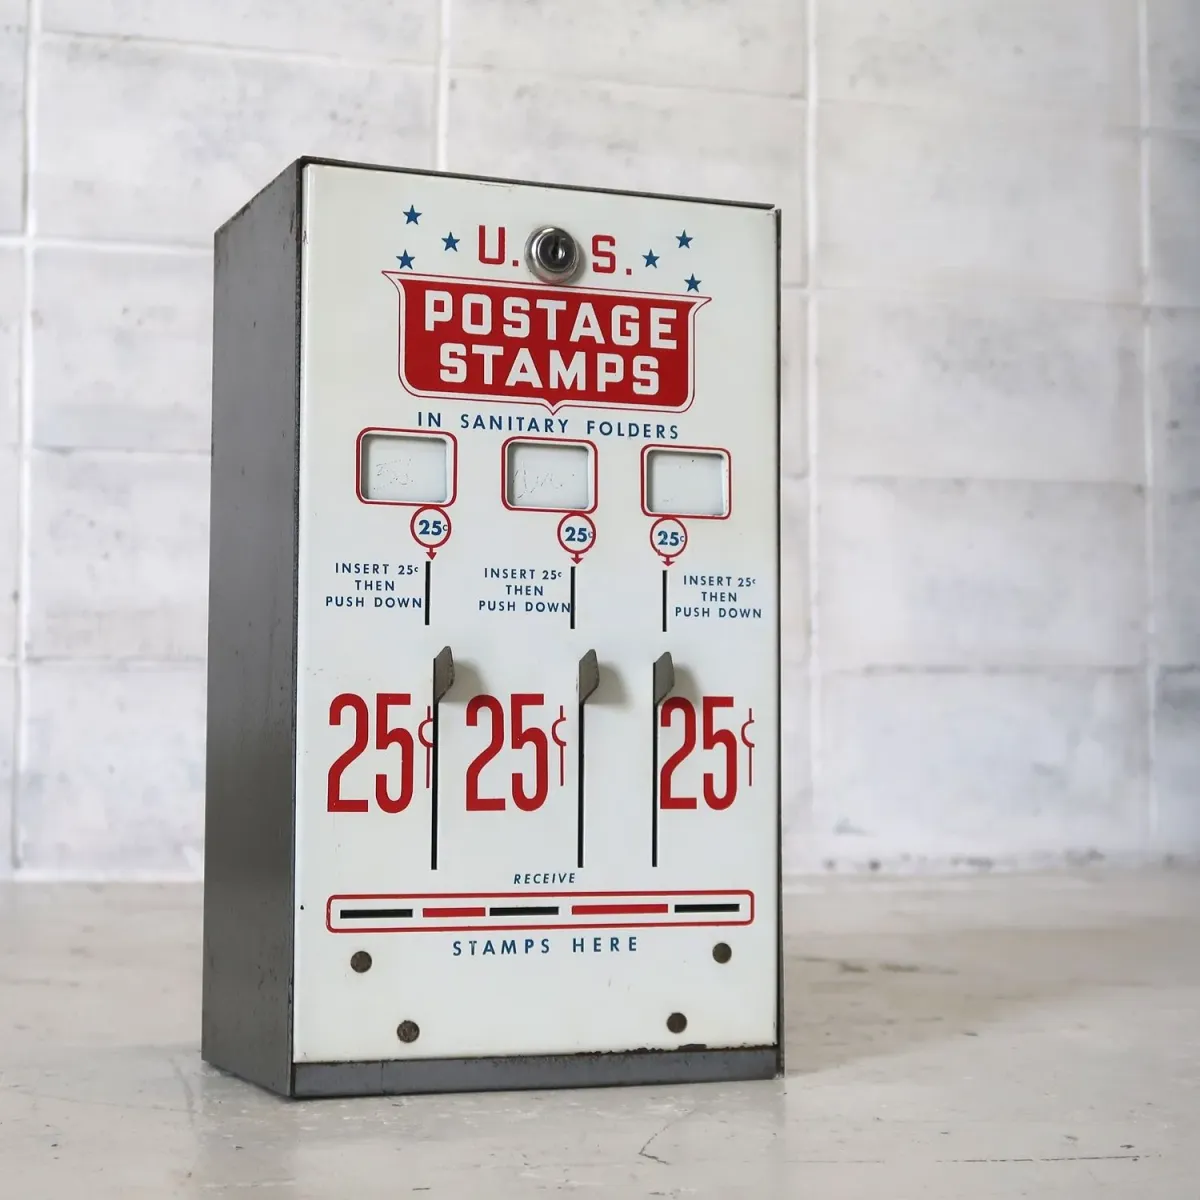 U. S.
POSTAGE
STAMPS
IN SANITARY FOLDERS
25¢ 25¢ 25¢
INSERT 25¢
THEN
PUSH DOWN
INSERT 25¢
THEN
PUSH DOWN
INSERT 25¢
THEN
PUSH DOWN
25¢ 25¢ 25¢
RECEIVE
STAMPS HERE